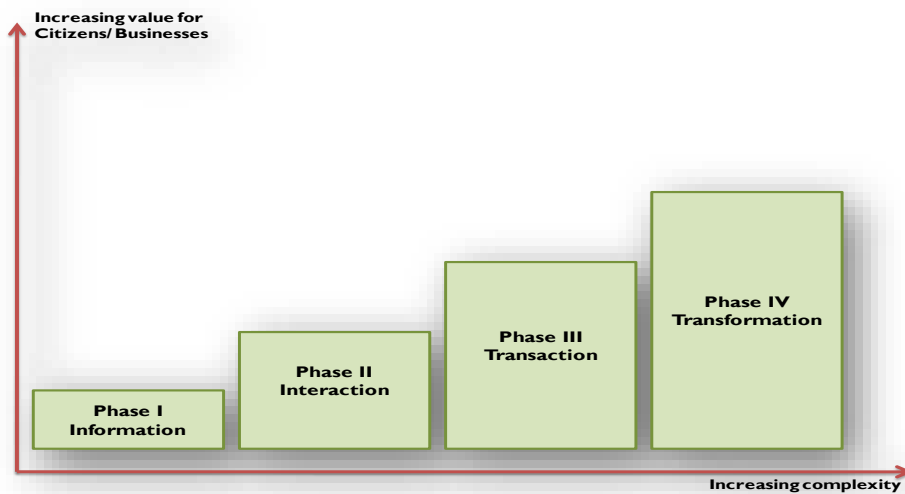 Increasing value for
Citizens/ Businesses
Phase I
Information
Phase II
Interaction
Phase III
Transaction
Phase IV
Transformation
Increasing complexity